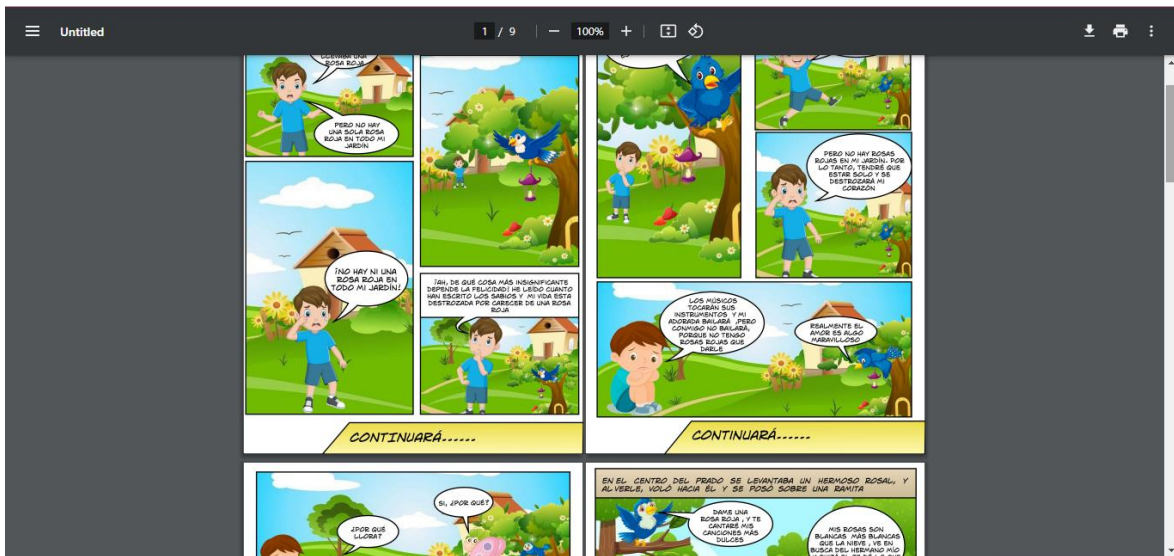 Untitled
1 / 9
100%
ROSA ROJA
PERO NO HAY
UNA SOLA ROSA
ROJA EN TODO MI
JARDÍN
¡NO HAY NI UNA
ROSA ROJA EN
TODO MI JARDÍN!
¡AH, DE QUÉ COSA MÁS INSIGNIFICANTE
DEPENDE LA FELICIDAD! HE LEÍDO CUANTO
HAN ESCRITO LOS SABIOS Y MI VIDA ESTA
DESTROZADA POR CARECER DE UNA ROSA
ROJA
CONTINUARÁ......
PERO NO HAY ROSAS
ROJAS EN MI JARDÍN. POR
LO TANTO, TENDRÉ QUE
ESTAR SOLO Y SE
DESTROZARÁ MI
CORAZÓN
LOS MÚSICOS
TOCARÁN SUS
INSTRUMENTOS Y MI
ADORADA BAILARÁ ,PERO
CONMIGO NO BAILARÁ,
PORQUE NO TENGO
ROSAS ROJAS QUE
DARLE
REALMENTE EL
AMOR ES ALGO
MARAVILLOSO
CONTINUARÁ......
¿POR QUÉ
LLORA?
SI, ¿POR QUÉ?
EN EL CENTRO DEL PRADO SE LEVANTABA UN HERMOSO ROSAL, Y
AL VERLE, VOLÓ HACIA ÉL Y SE POSÓ SOBRE UNA RAMITA
DAME UNA
ROSA ROJA , Y TE
CANTARÉ MIS
CANCIONES MÁS
DULCES
MIS ROSAS SON
BLANCAS MÁS BLANCAS
QUE LA NIEVE , VE EN
BUSCA DEL HERMANO MÍO